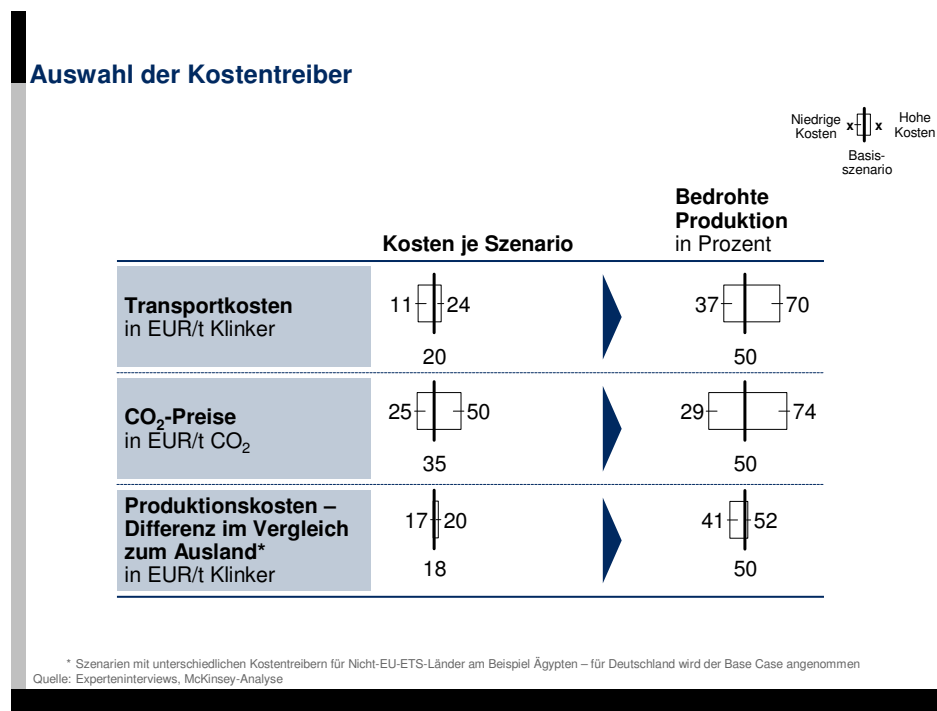 Auswahl der Kostentreiber
Niedrige
Kosten
x
x
Hohe
Kosten
Basis-
szenario
Kosten je Szenario
Bedrohte
Produktion
in Prozent
Transportkosten
in EUR/t Klinker
11
24
20
37
70
50
CO₂-Preise
in EUR/t CO₂
25
50
35
29
74
50
Produktionskosten –
Differenz im Vergleich
zum Ausland*
in EUR/t Klinker
17
20
18
41
52
50
* Szenarien mit unterschiedlichen Kostentreibern für Nicht-EU-ETS-Länder am Beispiel Ägypten – für Deutschland wird der Base Case angenommen
Quelle: Experteninterviews, McKinsey-Analyse